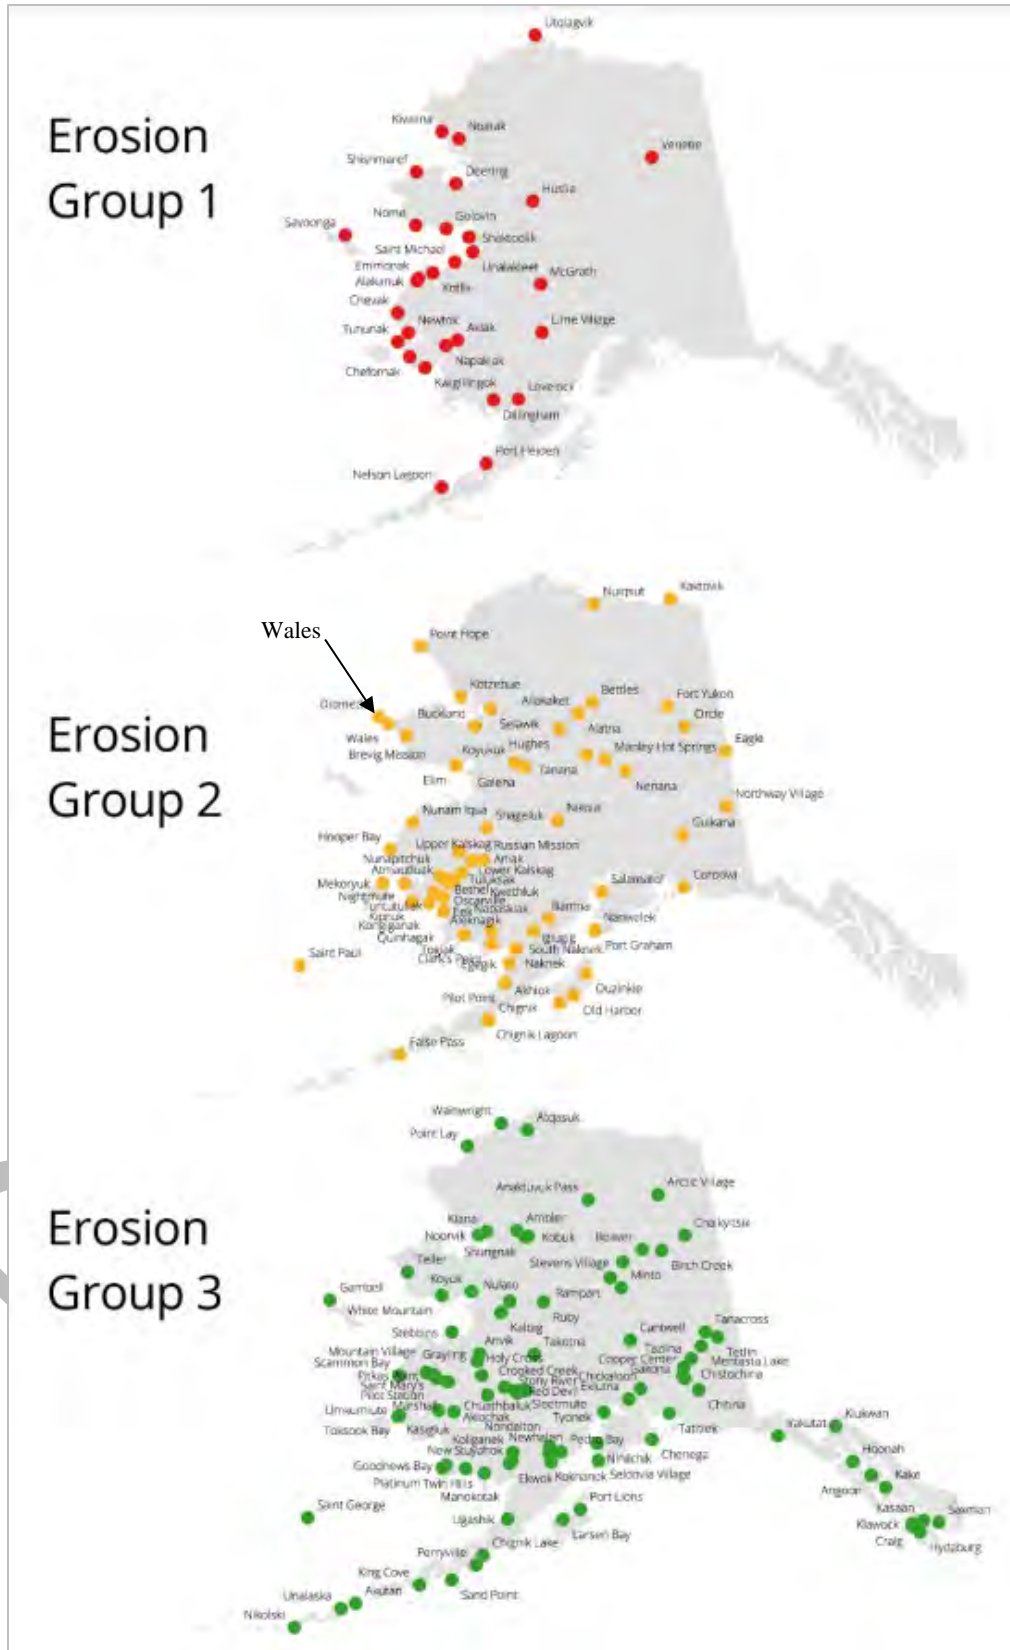 Utqiagvik
Erosion
Group 1
Kivalina
Noatak
Venetie
Shishmaref
Deering
Huslia
Nome
Golovin
Savoonga
Shaktoolik
Saint Michael
Emmonak
Unalakleet
McGrath
Alakanuk
Kotlik
Chevak
Newtok
Lime Village
Tununak
Akiak
Napakiak
Chefornak
Kwigillingok
Levelock
Dillingham
Port Heiden
Nelson Lagoon
Nuiqsut
Kaktovik
Wales
Point Hope
Erosion
Group 2
Kotzebue
Allakaket
Bettles
Fort Yukon
Buckland
Selawik
Alatna
Circle
Wales
Brevig Mission
Koyukuk
Hughes
Manley Hot Springs
Eagle
Elim
Galena
Tanana
Nenana
Northway Village
Nunam Iqua
Shageluk
Nikolai
Gulkana
Hooper Bay
Upper Kalskag
Russian Mission
Nunapitchuk
Aniak
Atmautluak
Lower Kalskag
Mekoryuk
Tuluksak
Salamatof
Cordova
Nightmute
Bethel
Kwethluk
Tuntutuliak
Oscarville
Kipnuk
Eek
Napaskiak
Iliamna
Nanwalek
Kongiganak
Aleknagik
Quinhagak
Igiugig
Port Graham
Togiak
South Naknek
Saint Paul
Clark's Point
Egegik
Naknek
Pilot Point
Akhiok
Ouzinkie
Chignik
Old Harbor
Chignik Lagoon
False Pass
Wainwright
Atqasuk
Point Lay
Erosion
Group 3
Anaktuvuk Pass
Arctic Village
Kiana
Ambler
Chalkyitsik
Noorvik
Kobuk
Beaver
Shungnak
Teller
Stevens Village
Birch Creek
Gambell
Koyuk
Nulato
Minto
White Mountain
Rampart
Ruby
Stebbins
Kaltag
Cantwell
Tanacross
Mountain Village
Anvik
Takotna
Tazlina
Tetlin
Scammon Bay
Grayling
Holy Cross
Cooper Center
Mentasta Lake
Pitkas Point
Crooked Creek
Gakona
Saint Mary's
Stony River
Chickaloon
Chistochina
Pilot Station
Red Devil
Eklutna
Umkumiute
Marshall
Chuathbaluk
Sleetmute
Chitina
Akiachak
Tyonek
Toksook Bay
Kasigluk
Nondalton
Tatitlek
Yakutat
Klukwan
Koliganek
Newhalen
Pedro Bay
New Stuyahok
Ninilchik
Chenega
Hoonah
Goodnews Bay
Ekwok
Kokhanok
Seldovia Village
Angoon
Kake
Platinum
Twin Hills
Manokotak
Port Lions
Kasaan
Saxman
Saint George
Ugashik
Larsen Bay
Klawock
Craig
Hydaburg
Chignik Lake
Perryville
King Cove
Akutan
Sand Point
Unalaska
Nikolski